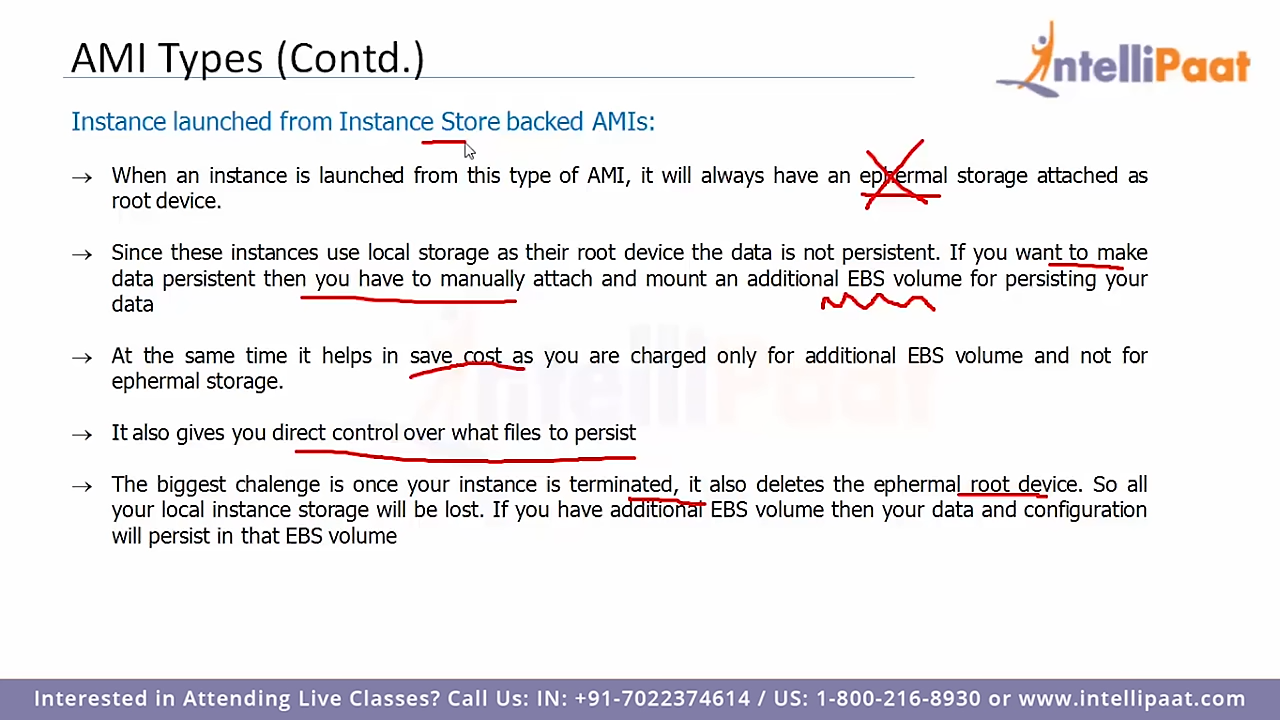 AMI Types (Contd.)
IntelliPaat
Instance launched from Instance Store backed AMIs:
→ When an instance is launched from this type of AMI, it will always have an ephermal storage attached as
root device.
→ Since these instances use local storage as their root device the data is not persistent. If you want to make
data persistent then you have to manually attach and mount an additional EBS volume for persisting your
data
→ At the same time it helps in save cost as you are charged only for additional EBS volume and not for
ephermal storage.
IntelliPaat
→ It also gives you direct control over what files to persist
→ The biggest chalenge is once your instance is terminated, it also deletes the ephermal root device. So all
your local instance storage will be lost. If you have additional EBS volume then your data and configuration
will persist in that EBS volume
Interested in Attending Live Classes? Call Us: IN: +91-7022374614 / US: 1-800-216-8930 or www.intellipaat.com